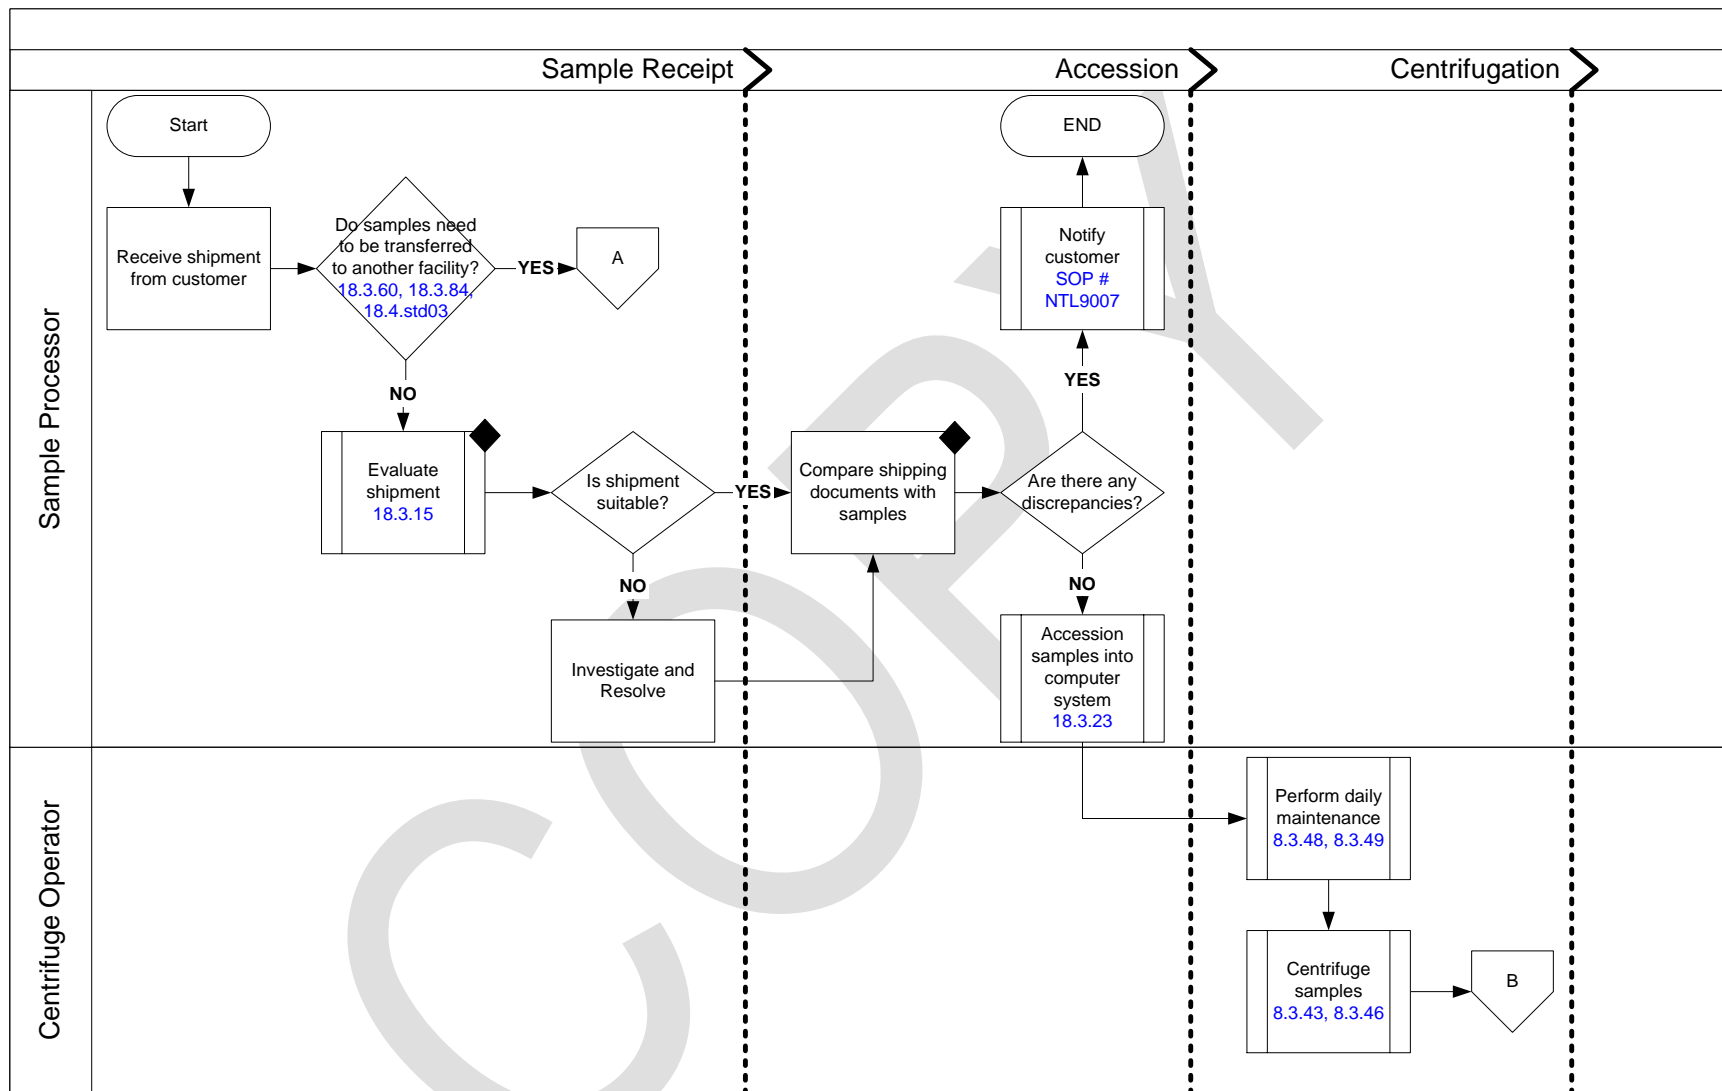 Sample Receipt
Accession
Centrifugation
Sample Processor
Start
Receive shipment
from customer
Do samples need
to be transferred
to another facility?
18.3.60, 18.3.84,
18.4.std03
YES
A
NO
Evaluate
shipment
18.3.15
Is shipment
suitable?
YES
NO
Investigate and
Resolve
Compare shipping
documents with
samples
Are there any
discrepancies?
YES
Notify
customer
SOP #
NTL9007
END
NO
Accession
samples into
computer
system
18.3.23
Centrifuge Operator
Perform daily
maintenance
8.3.48, 8.3.49
Centrifuge
samples
8.3.43, 8.3.46
B
COPY